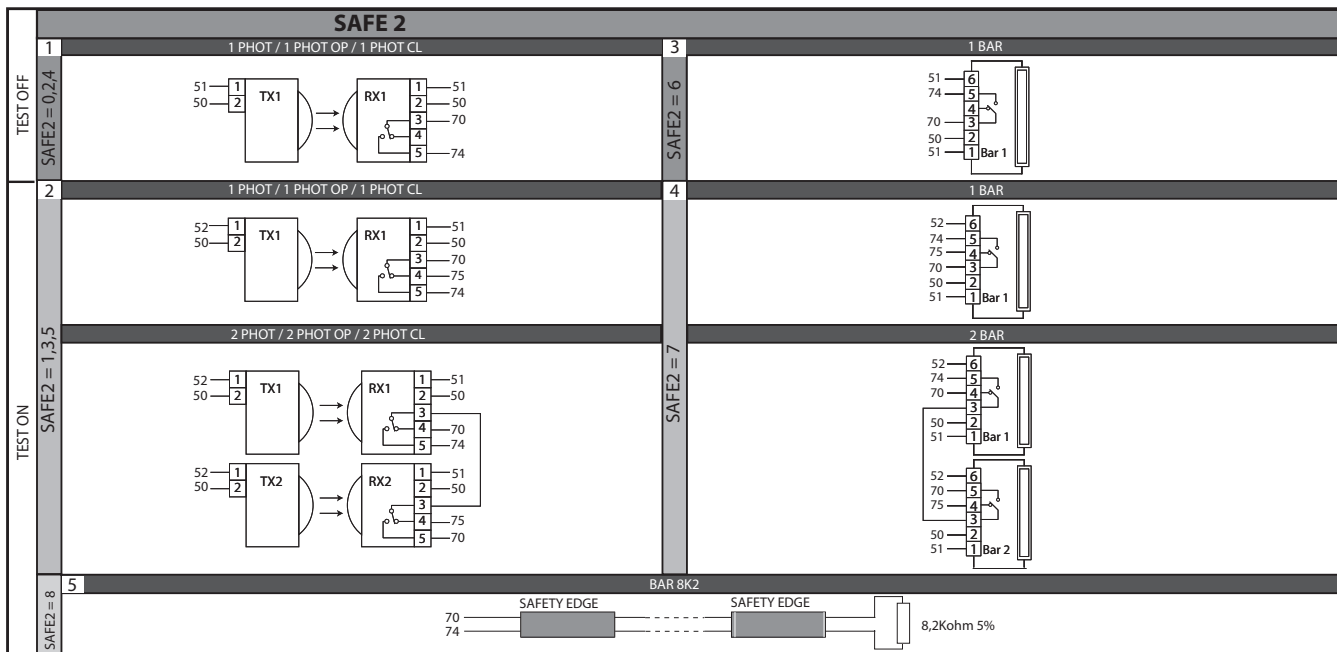 SAFE 2
TEST OFF
SAFE2 = 0,2,4
1
1 PHOT / 1 PHOT OP / 1 PHOT CL
51 1
50 2
TX1
RX1
1 51
2 50
3 70
4
5 74
SAFE2 = 6
3
1 BAR
51 6
74 5
4
70 3
50 2
51 1 Bar 1
TEST ON
SAFE2 = 1,3,5
2
1 PHOT / 1 PHOT OP / 1 PHOT CL
52 1
50 2
TX1
RX1
1 51
2 50
3 70
4 75
5 74
2 PHOT / 2 PHOT OP / 2 PHOT CL
52 1
50 2
TX1
RX1
1 51
2 50
3
4 70
5 74
52 1
50 2
TX2
RX2
1 51
2 50
3
4 75
5 70
SAFE2 = 7
4
1 BAR
52 6
74 5
75 4
70 3
50 2
51 1 Bar 1
2 BAR
52 6
74 5
70 4
3
50 2
51 1 Bar 1
52 6
70 5
75 4
3
50 2
51 1 Bar 2
SAFE2 = 8
5
BAR 8K2
70
74
SAFETY EDGE
SAFETY EDGE
8,2Kohm 5%